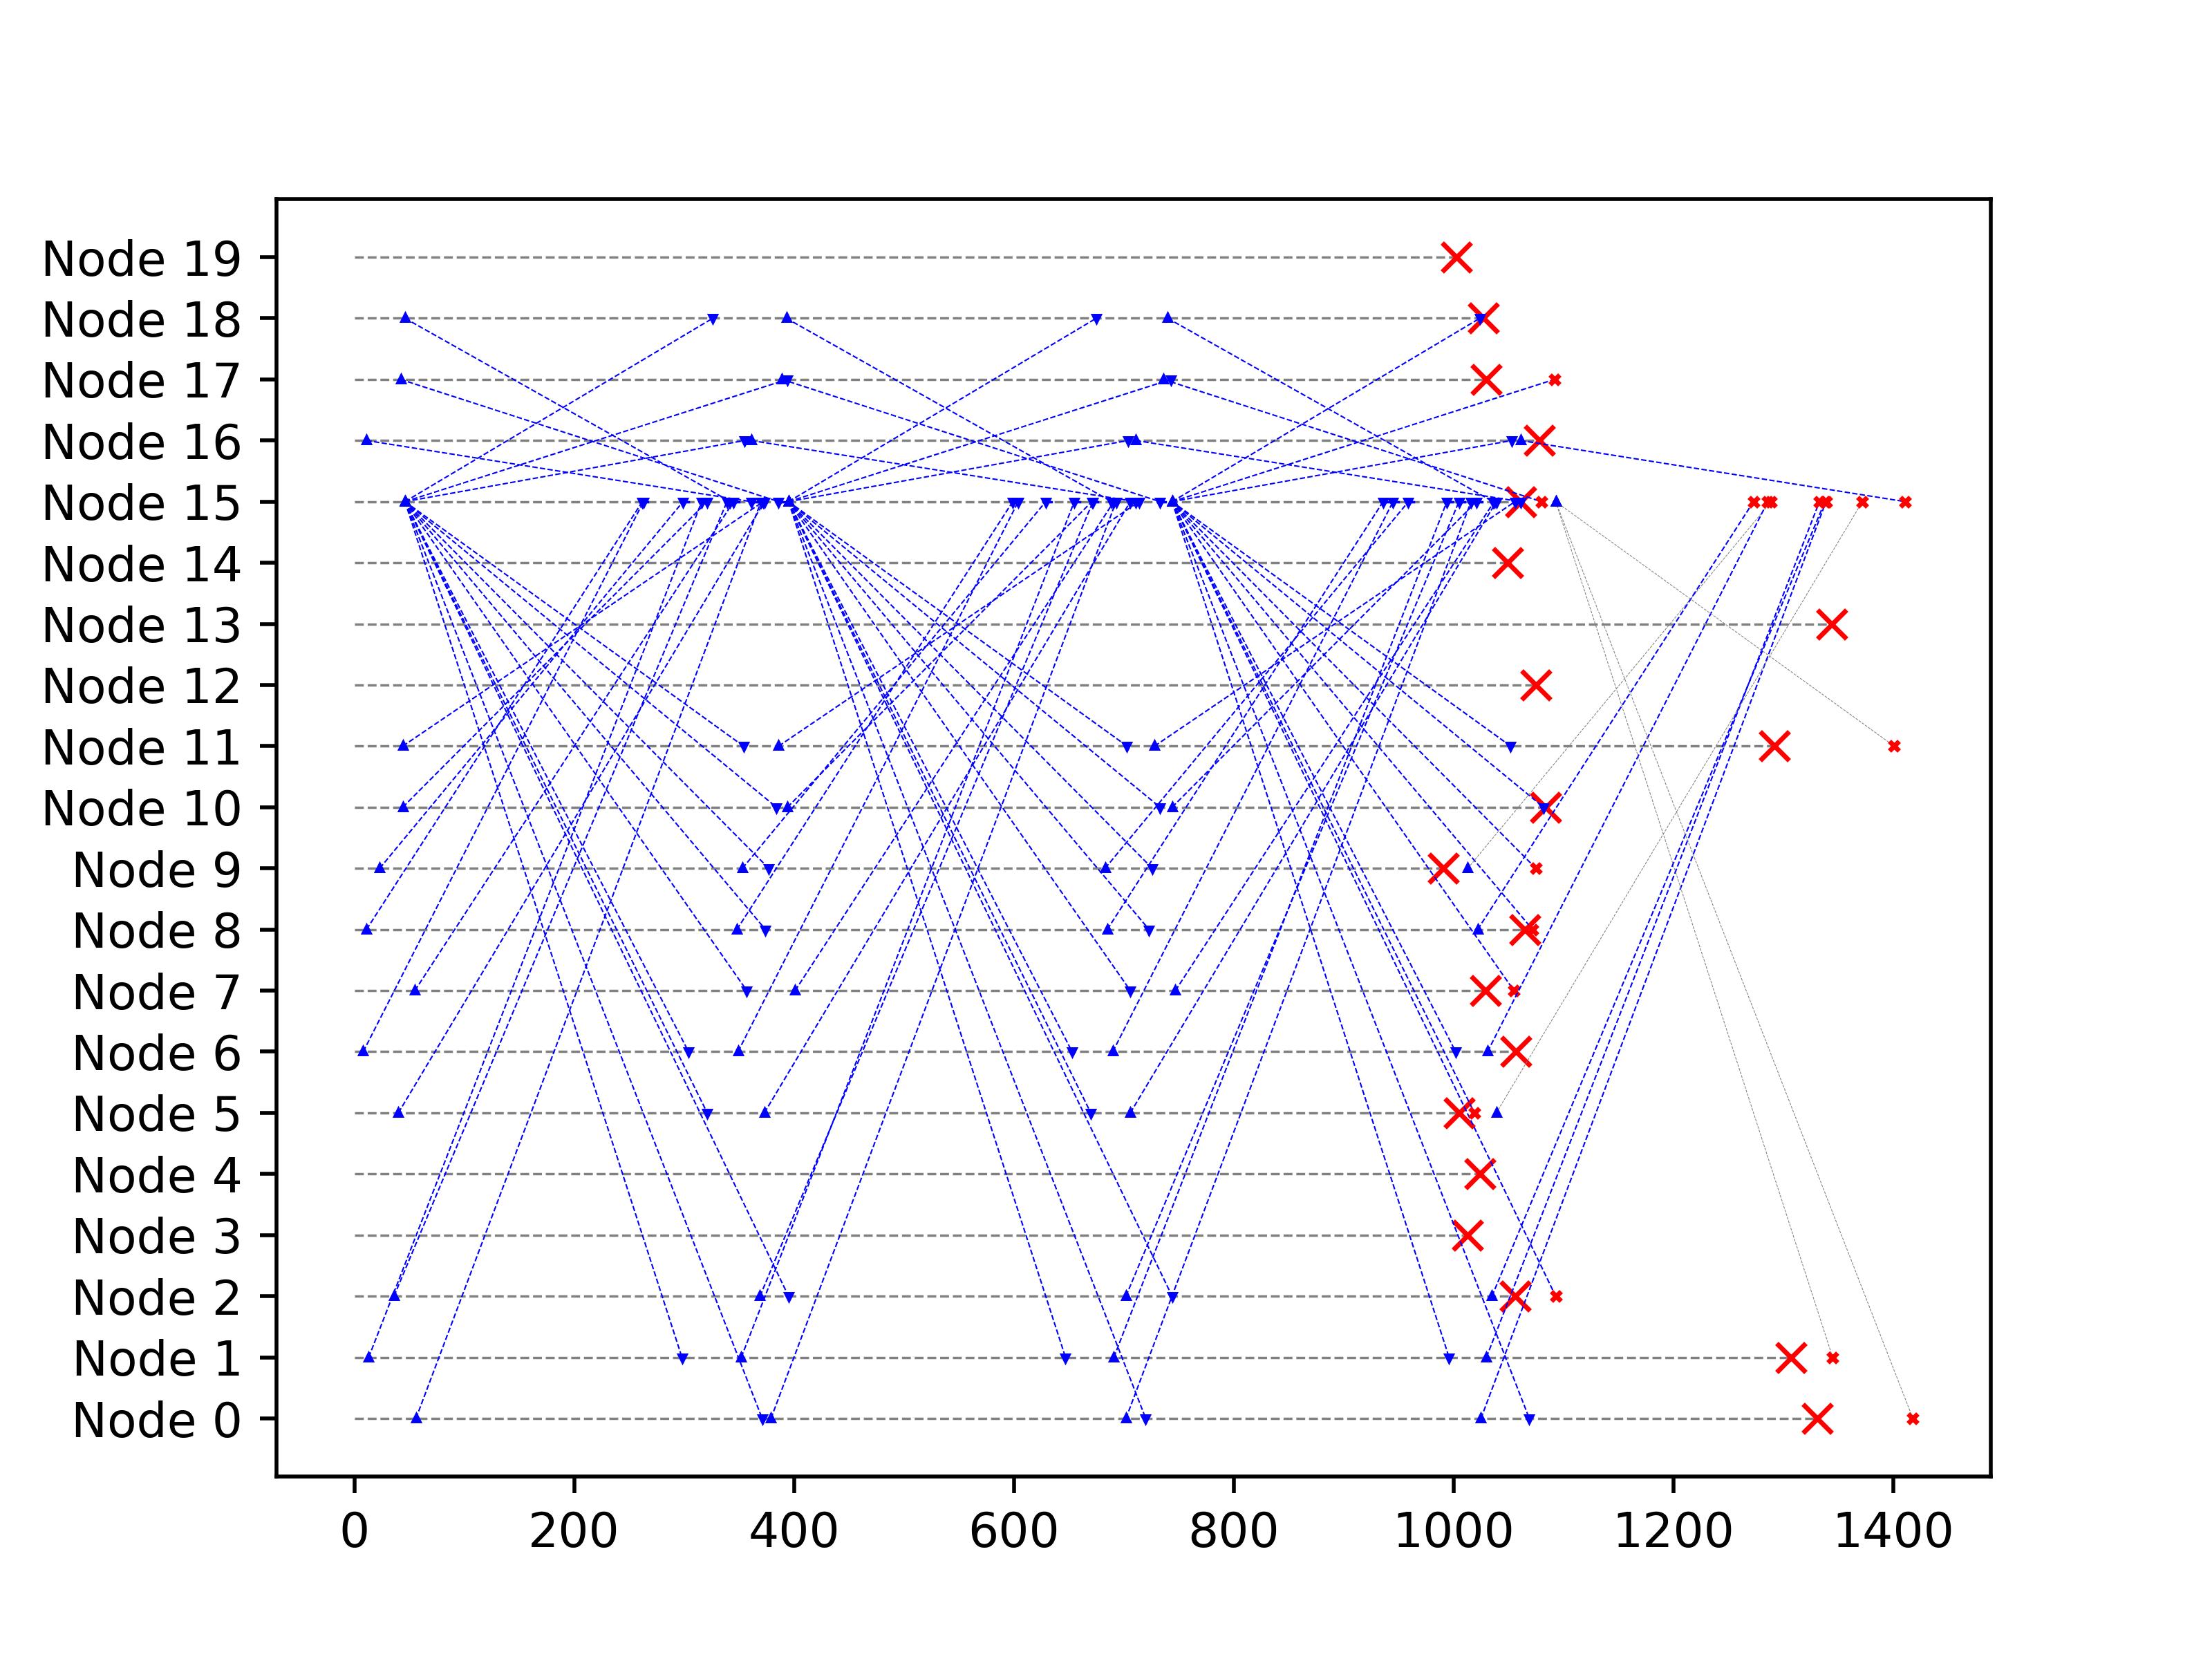 Node 19
Node 18
Node 17
Node 16
Node 15
Node 14
Node 13
Node 12
Node 11
Node 10
Node 9
Node 8
Node 7
Node 6
Node 5
Node 4
Node 3
Node 2
Node 1
Node 0
0 200 400 600 800 1000 1200 1400